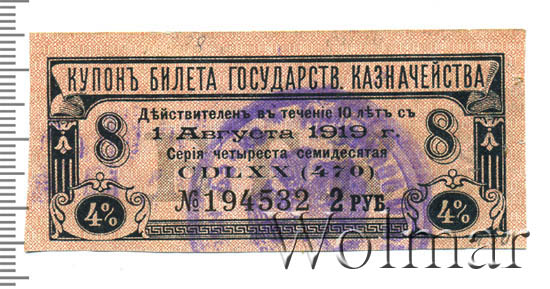 КУПОНЪ БИЛЕТА ГОСУДАРСТВ. КАЗНАЧЕЙСТВА
8 Дѣйствителенъ въ теченіе 10 лѣтъ съ 8
1 Августа 1919 г.
Серія четыреста семидесятая
CDLXX (470)
№194532 2 РУБ.
4% 4%
Wolmar